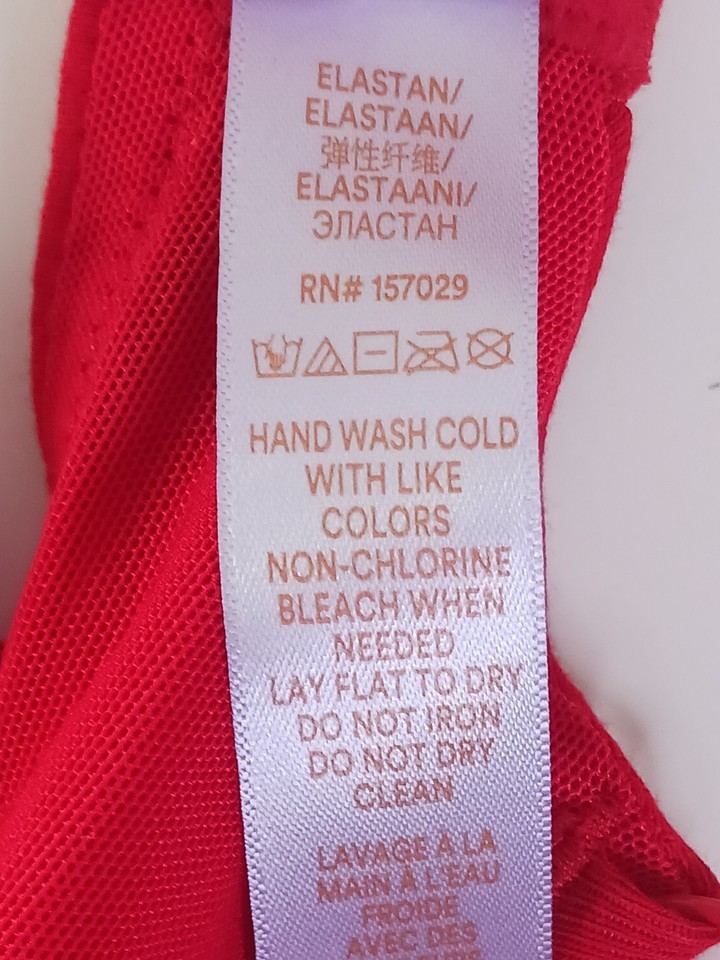 ELASTAN/
ELASTAAN/
弹性纤维/
ELASTAANI/
ЭЛАСТАН
RN# 157029
HAND WASH COLD
WITH LIKE
COLORS
NON-CHLORINE
BLEACH WHEN
NEEDED
LAY FLAT TO DRY
DO NOT IRON
DO NOT DRY
CLEAN
LAVAGE À LA
MAIN À L'EAU
FROIDE
AVEC DES